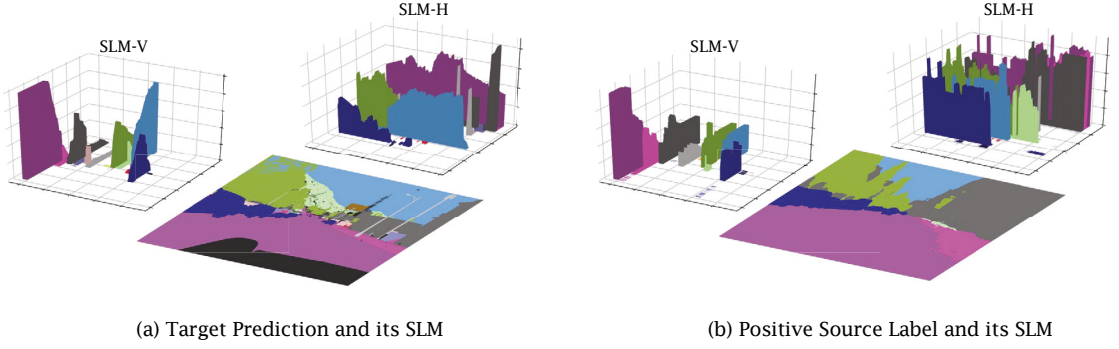 SLM-V
SLM-H
SLM-V
SLM-H
(a) Target Prediction and its SLM
(b) Positive Source Label and its SLM